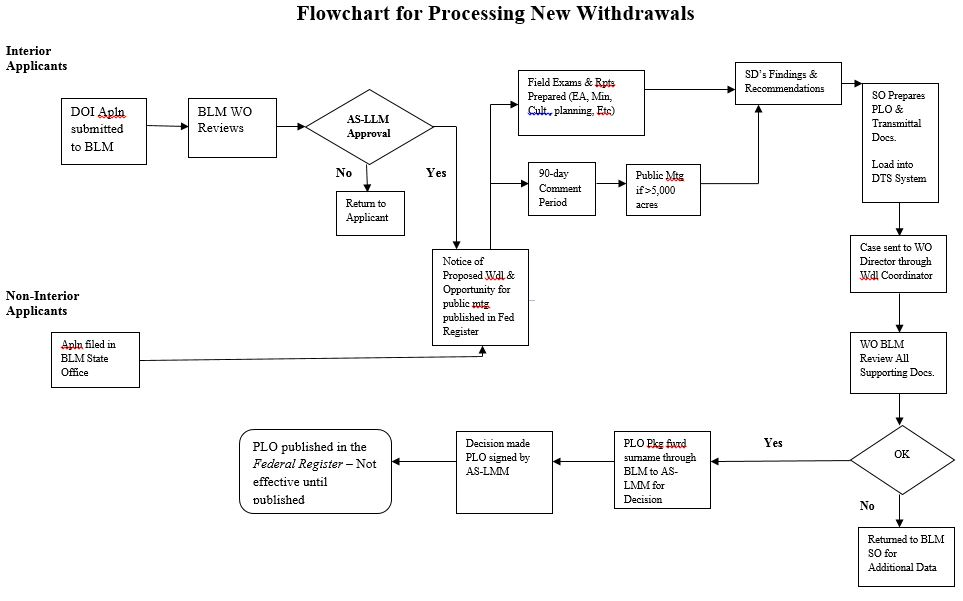 Flowchart for Processing New Withdrawals
Interior
Applicants
DOI Apln
submitted
to BLM
BLM WO
Reviews
AS-LLM
Approval
No
Yes
Return to
Applicant
Field Exams & Rpts
Prepared (EA, Min,
Cult., planning, Etc)
90-day
Comment
Period
Public Mtg
if >5,000
acres
SD's Findings &
Recommendations
SO Prepares
PLO &
Transmittal
Docs.
Load into
DTS System
Notice of
Proposed Wdl &
Opportunity for
public mtg
published in Fed
Register
Case sent to WO
Director through
Wdl Coordinator
Non-Interior
Applicants
Apln filed in
BLM State
Office
WO BLM
Review All
Supporting Docs.
OK
Yes
No
PLO Pkg fwrd
surname through
BLM to AS-
LMM for
Decision
Decision made
PLO signed by
AS-LMM
PLO published in the
Federal Register – Not
effective until
published
Returned to BLM
SO for
Additional Data